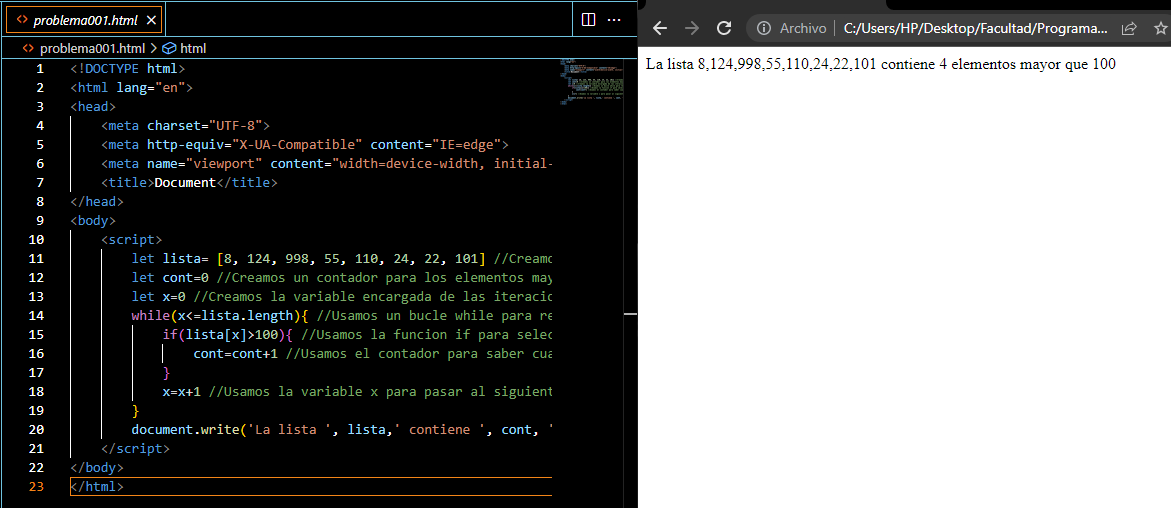 problema001.html
problema001.html > html
1 <!DOCTYPE html>
2 <html lang="en">
3 <head>
4 <meta charset="UTF-8">
5 <meta http-equiv="X-UA-Compatible" content="IE=edge">
6 <meta name="viewport" content="width=device-width, initial-
7 <title>Document</title>
8 </head>
9 <body>
10 <script>
11 let lista= [8, 124, 998, 55, 110, 24, 22, 101] //Creamo
12 let cont=0 //Creamos un contador para los elementos may
13 let x=0 //Creamos la variable encargada de las iteracio
14 while(x<=lista.length){ //Usamos un bucle while para re
15 if(lista[x]>100){ //Usamos la funcion if para selec
16 cont=cont+1 //Usamos el contador para saber cua
17 }
18 x=x+1 //Usamos la variable x para pasar al siguient
19 }
20 document.write('La lista ', lista,' contiene ', cont, '
21 </script>
22 </body>
23 </html>
Archivo C:/Users/HP/Desktop/Facultad/Programa...
La lista 8,124,998,55,110,24,22,101 contiene 4 elementos mayor que 100